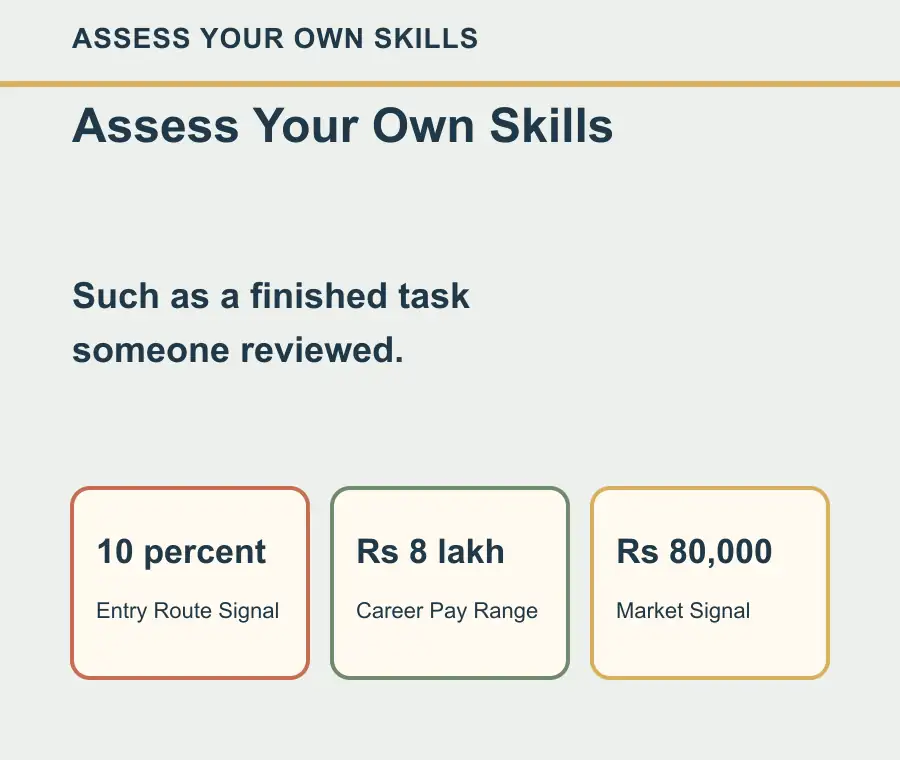 ASSESS YOUR OWN SKILLS
Assess Your Own Skills
Such as a finished task
someone reviewed.
10 percent
Entry Route Signal
Rs 8 lakh
Career Pay Range
Rs 80,000
Market Signal